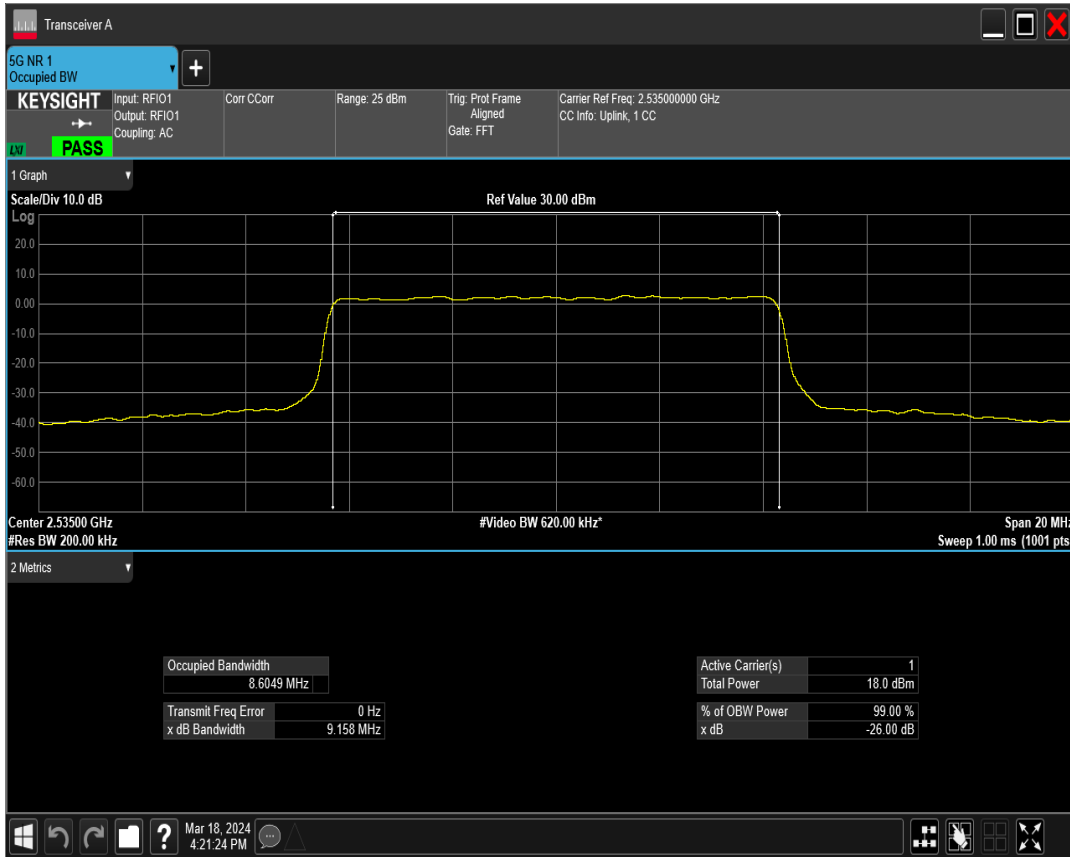 Transceiver A
5G NR 1
Occupied BW
KEYSIGHT
LXI
PASS
Input: RFIO1
Output: RFIO1
Coupling: AC
Corr CCorr
Range: 25 dBm
Trig: Prot Frame
Aligned
Gate: FFT
Carrier Ref Freq: 2.535000000 GHz
CC Info: Uplink, 1 CC
1 Graph
Scale/Div 10.0 dB
Ref Value 30.00 dBm
Log
20.0
10.0
0.00
-10.0
-20.0
-30.0
-40.0
-50.0
-60.0
Center 2.53500 GHz
#Video BW 620.00 kHz*
Span 20 MHz
#Res BW 200.00 kHz
Sweep 1.00 ms (1001 pts
2 Metrics
Occupied Bandwidth
8.6049 MHz
Transmit Freq Error 0 Hz
x dB Bandwidth 9.158 MHz
Active Carrier(s) 1
Total Power 18.0 dBm
% of OBW Power 99.00 %
x dB -26.00 dB
?
Mar 18, 2024
4:21:24 PM